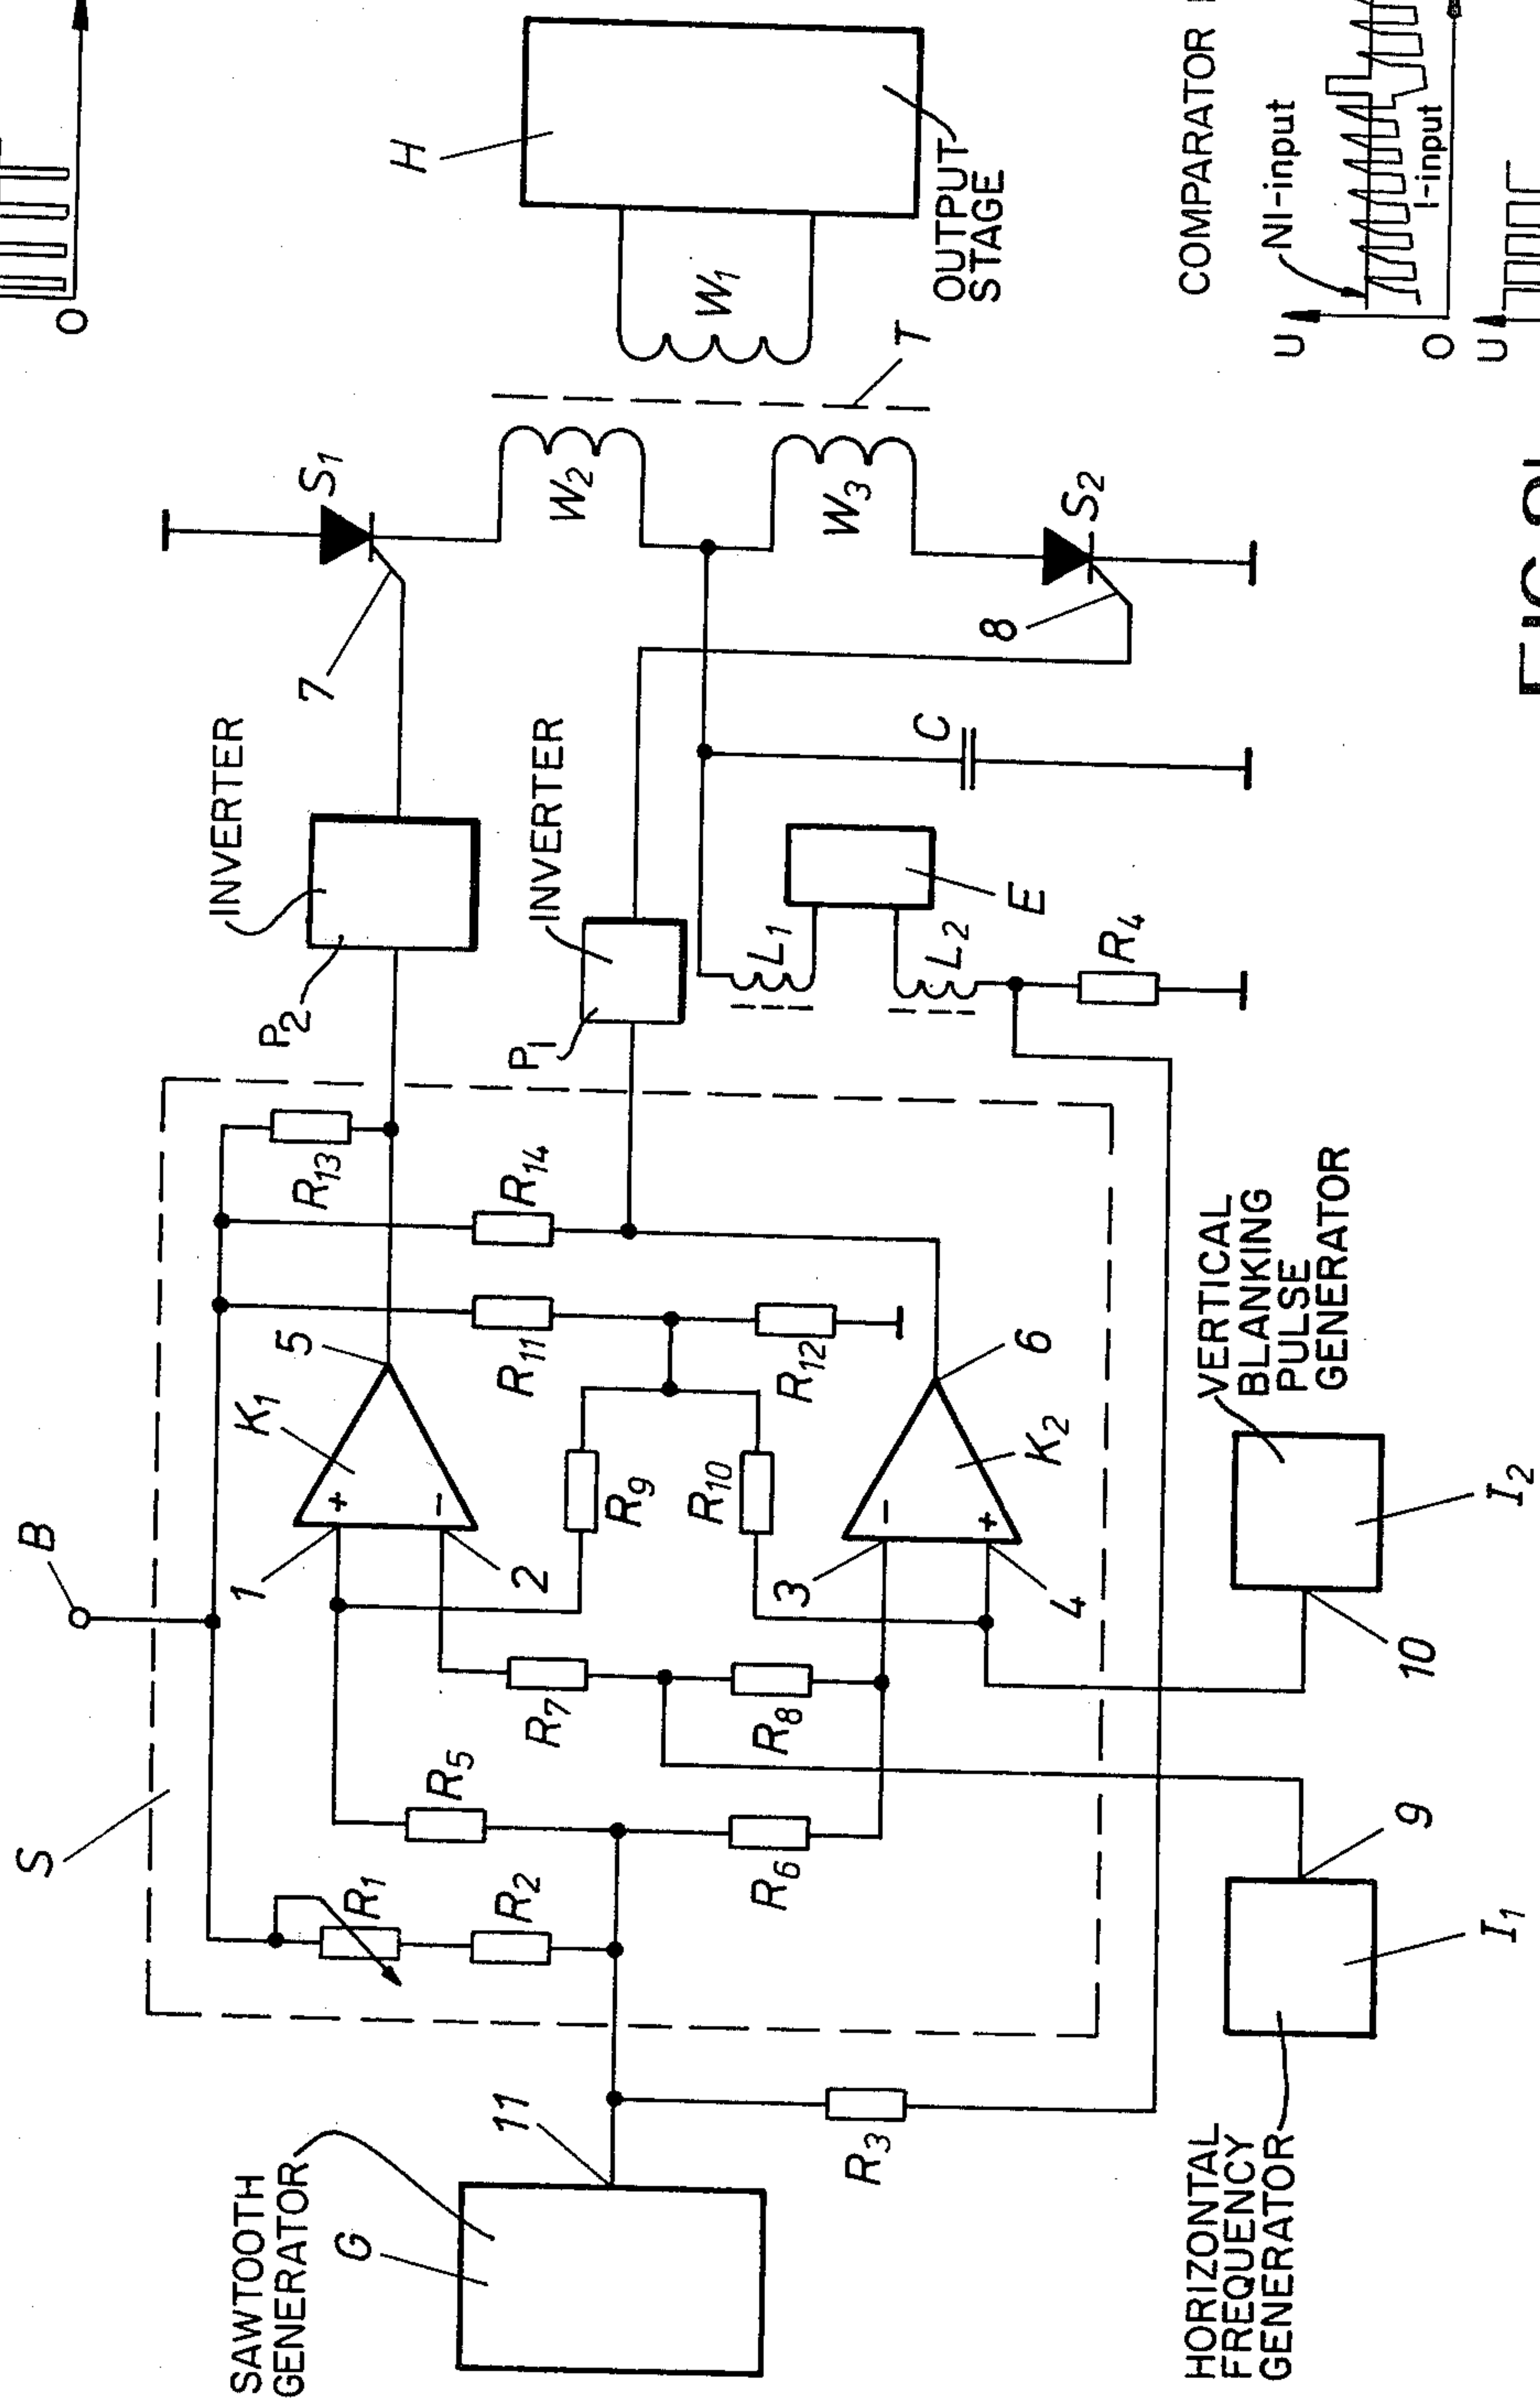 O
H
W1
OUTPUT
STAGE
T
COMPARATOR
NI-input
I-input
U
O
U
S1
W2
W3
S2
7
8
INVERTER
INVERTER
P2
P1
C
E
L1
L2
R4
B
S
R13
R14
R11
R12
5
K1
+
−
1
2
R9
R10
K2
−
+
3
4
6
R7
R8
R5
R6
R1
R2
VERTICAL
BLANKING
PULSE
GENERATOR
I2
10
9
I1
SAWTOOTH
GENERATOR
G
11
R3
HORIZONTAL
FREQUENCY
GENERATOR